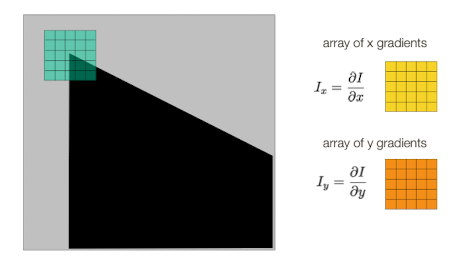 array of x gradients
I_x = ∂I/∂x
array of y gradients
I_y = ∂I/∂y